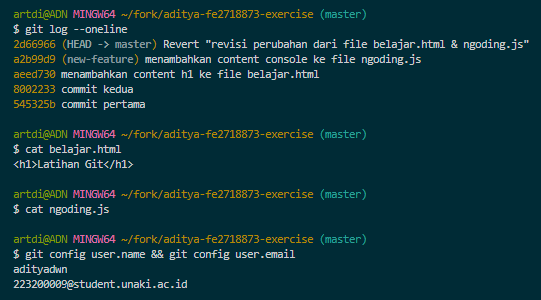 artdi@ADN MINGW64 ~/fork/aditya-fe2718873-exercise (master)
$ git log --oneline
2d66966 (HEAD -> master) Revert "revisi perubahan dari file belajar.html & ngoding.js"
a2b99d9 (new-feature) menambahkan content console ke file ngoding.js
aeed730 menambahkan content h1 ke file belajar.html
8002233 commit kedua
545325b commit pertama
artdi@ADN MINGW64 ~/fork/aditya-fe2718873-exercise (master)
$ cat belajar.html
<h1>Latihan Git</h1>
artdi@ADN MINGW64 ~/fork/aditya-fe2718873-exercise (master)
$ cat ngoding.js
artdi@ADN MINGW64 ~/fork/aditya-fe2718873-exercise (master)
$ git config user.name && git config user.email
adityadwn
223200009@student.unaki.ac.id